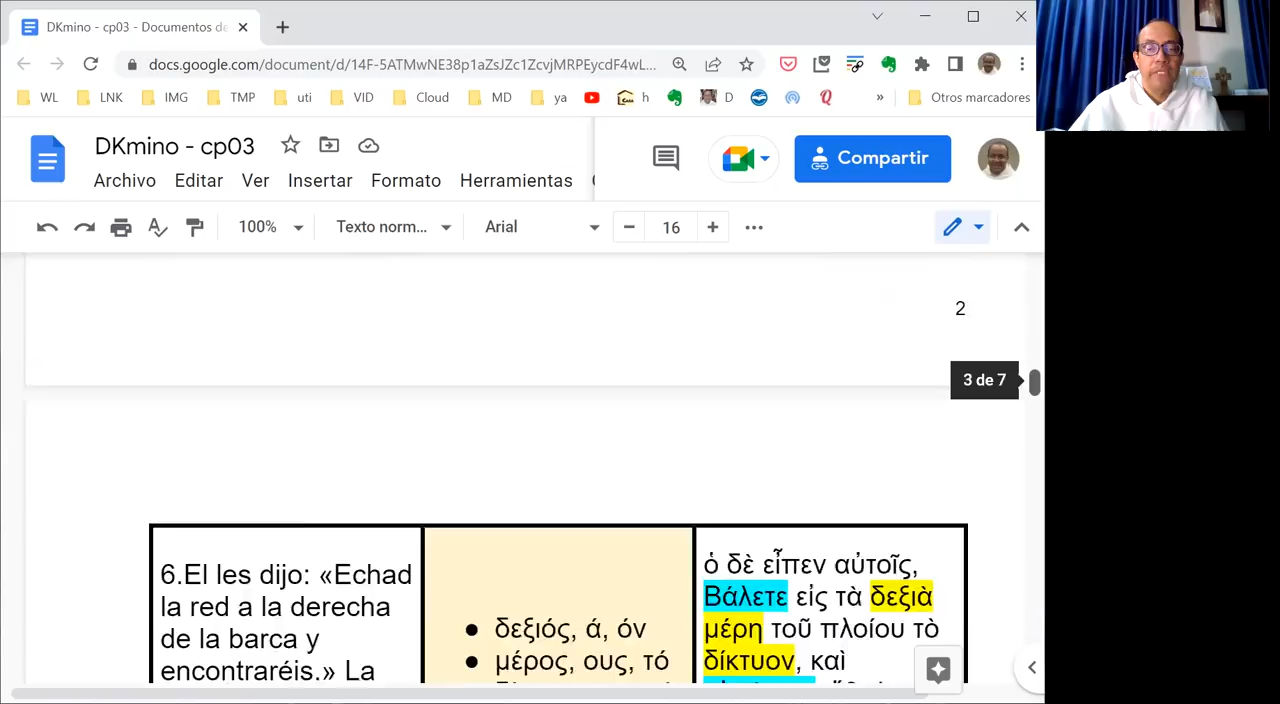 DKmino - cp03 - Documentos de
docs.google.com/document/d/14F-5ATMwNE38p1aZsJZc1ZcvjMRPEycdF4wL...
WL LNK IMG TMP uti VID Cloud MD ya h D » Otros marcadores
DKmino - cp03
Compartir
Archivo Editar Ver Insertar Formato Herramientas
100% Texto norm... Arial 16
2
3 de 7
6.El les dijo: «Echad
la red a la derecha
de la barca y
encontraréis.» La
δεξιός, ά, όν
μέρος, ους, τό
ὁ δὲ εἶπεν αὐτοῖς,
Βάλετε εἰς τὰ δεξιὰ
μέρη τοῦ πλοίου τὸ
δίκτυον, καὶ